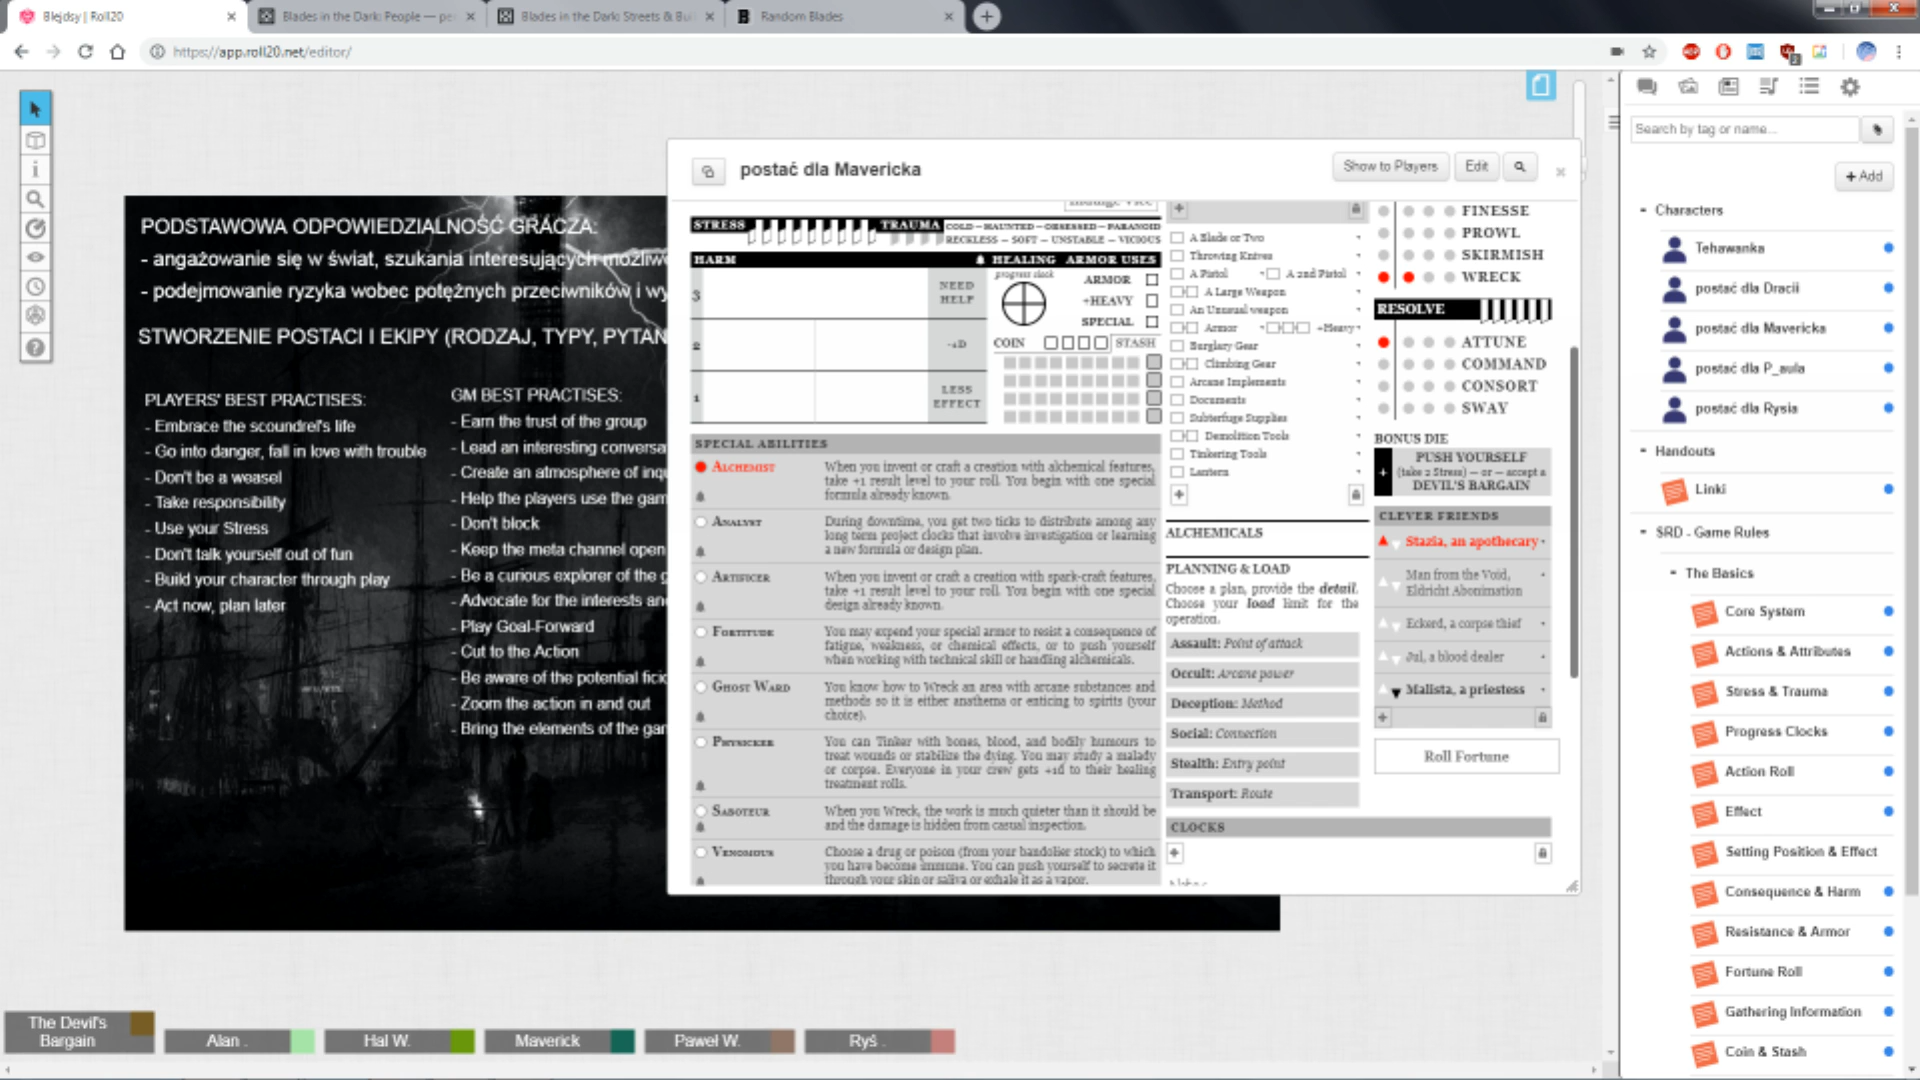 Blejdsy | Roll20
Blades in the Dark: People — pe
Blades in the Dark: Streets & Bui
Random Blades
https://app.roll20.net/editor/
PODSTAWOWA ODPOWIEDZIALNOŚĆ GRACZA:
- angażowanie się w świat, szukania interesujących możliwo
- podejmowanie ryzyka wobec potężnych przeciwników i wy
STWORZENIE POSTACI I EKIPY (RODZAJ, TYPY, PYTAN
PLAYERS' BEST PRACTISES:
- Embrace the scoundrel's life
- Go into danger, fall in love with trouble
- Don't be a weasel
- Take responsibility
- Use your Stress
- Don't talk yourself out of fun
- Build your character through play
- Act now, plan later
GM BEST PRACTISES:
- Earn the trust of the group
- Lead an interesting conversa
- Create an atmosphere of inqu
- Help the players use the gam
- Don't block
- Keep the meta channel open
- Be a curious explorer of the g
- Advocate for the interests an
- Play Goal-Forward
- Cut to the Action
- Be aware of the potential fictio
- Zoom the action in and out
- Bring the elements of the gam
postać dla Mavericka
Show to Players
Edit
STRESS
TRAUMA
COLD – HAUNTED – OBSESSED – PARANOID
RECKLESS – SOFT – UNSTABLE – VICIOUS
HARM
HEALING
ARMOR USES
progress clock
3
NEED HELP
2
-1D
1
LESS EFFECT
ARMOR
+HEAVY
SPECIAL
COIN
STASH
SPECIAL ABILITIES
ALCHEMIST
When you invent or craft a creation with alchemical features,
take +1 result level to your roll. You begin with one special
formula already known.
ANALYST
During downtime, you get two ticks to distribute among any
long term project clocks that involve investigation or learning
a new formula or design plan.
ARTIFICER
When you invent or craft a creation with spark-craft features,
take +1 result level to your roll. You begin with one special
design already known.
FORTITUDE
You may expend your special armor to resist a consequence of
fatigue, weakness, or chemical effects, or to push yourself
when working with technical skill or handling alchemicals.
GHOST WARD
You know how to Wreck an area with arcane substances and
methods so it is either anathema or enticing to spirits (your
choice).
PHYSICKER
You can Tinker with bones, blood, and bodily humours to
treat wounds or stabilize the dying. You may study a malady
or corpse. Everyone in your crew gets +1d to their healing
treatment rolls.
SABOTEUR
When you Wreck, the work is much quieter than it should be
and the damage is hidden from casual inspection.
VENOMOUS
Choose a drug or poison (from your bandolier stock) to which
you have become immune. You can push yourself to secrete it
through your skin or saliva or exhale it as a vapor.
A Blade or Two
Throwing Knives
A Pistol
A 2nd Pistol
A Large Weapon
An Unusual weapon
Armor
+Heavy
Burglary Gear
Climbing Gear
Arcane Implements
Documents
Subterfuge Supplies
Demolition Tools
Tinkering Tools
Lantern
ALCHEMICALS
PLANNING & LOAD
Choose a plan, provide the detail.
Choose your load limit for the
operation.
Assault: Point of attack
Occult: Arcane power
Deception: Method
Social: Connection
Stealth: Entry point
Transport: Route
CLOCKS
FINESSE
PROWL
SKIRMISH
WRECK
RESOLVE
ATTUNE
COMMAND
CONSORT
SWAY
BONUS DIE
PUSH YOURSELF
(take 2 Stress) — or — accept a
DEVIL'S BARGAIN
CLEVER FRIENDS
Stazia, an apothecary
Man from the Void,
Eldricht Abomination
Eckerd, a corpse thief
Jul, a blood dealer
Malista, a priestess
Roll Fortune
Search by tag or name...
+ Add
Characters
Tehawanka
postać dla Dracii
postać dla Mavericka
postać dla P_aula
postać dla Rysia
Handouts
Linki
SRD - Game Rules
The Basics
Core System
Actions & Attributes
Stress & Trauma
Progress Clocks
Action Roll
Effect
Setting Position & Effect
Consequence & Harm
Resistance & Armor
Fortune Roll
Gathering Information
Coin & Stash
The Devil's
Bargain
Alan .
Hal W.
Maverick
Paweł W.
Ryś .